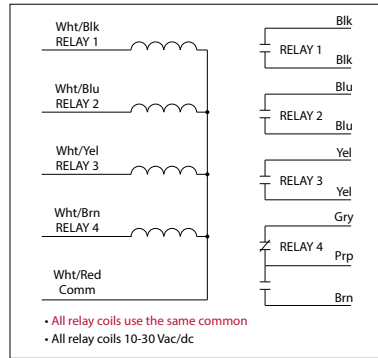 Wht/Blk
RELAY 1
Wht/Blu
RELAY 2
Wht/Yel
RELAY 3
Wht/Brn
RELAY 4
Wht/Red
Comm
Blk
RELAY 1
Blk
Blu
RELAY 2
Blu
Yel
RELAY 3
Yel
Gry
RELAY 4
Prp
Brn
• All relay coils use the same common
• All relay coils 10-30 Vac/dc